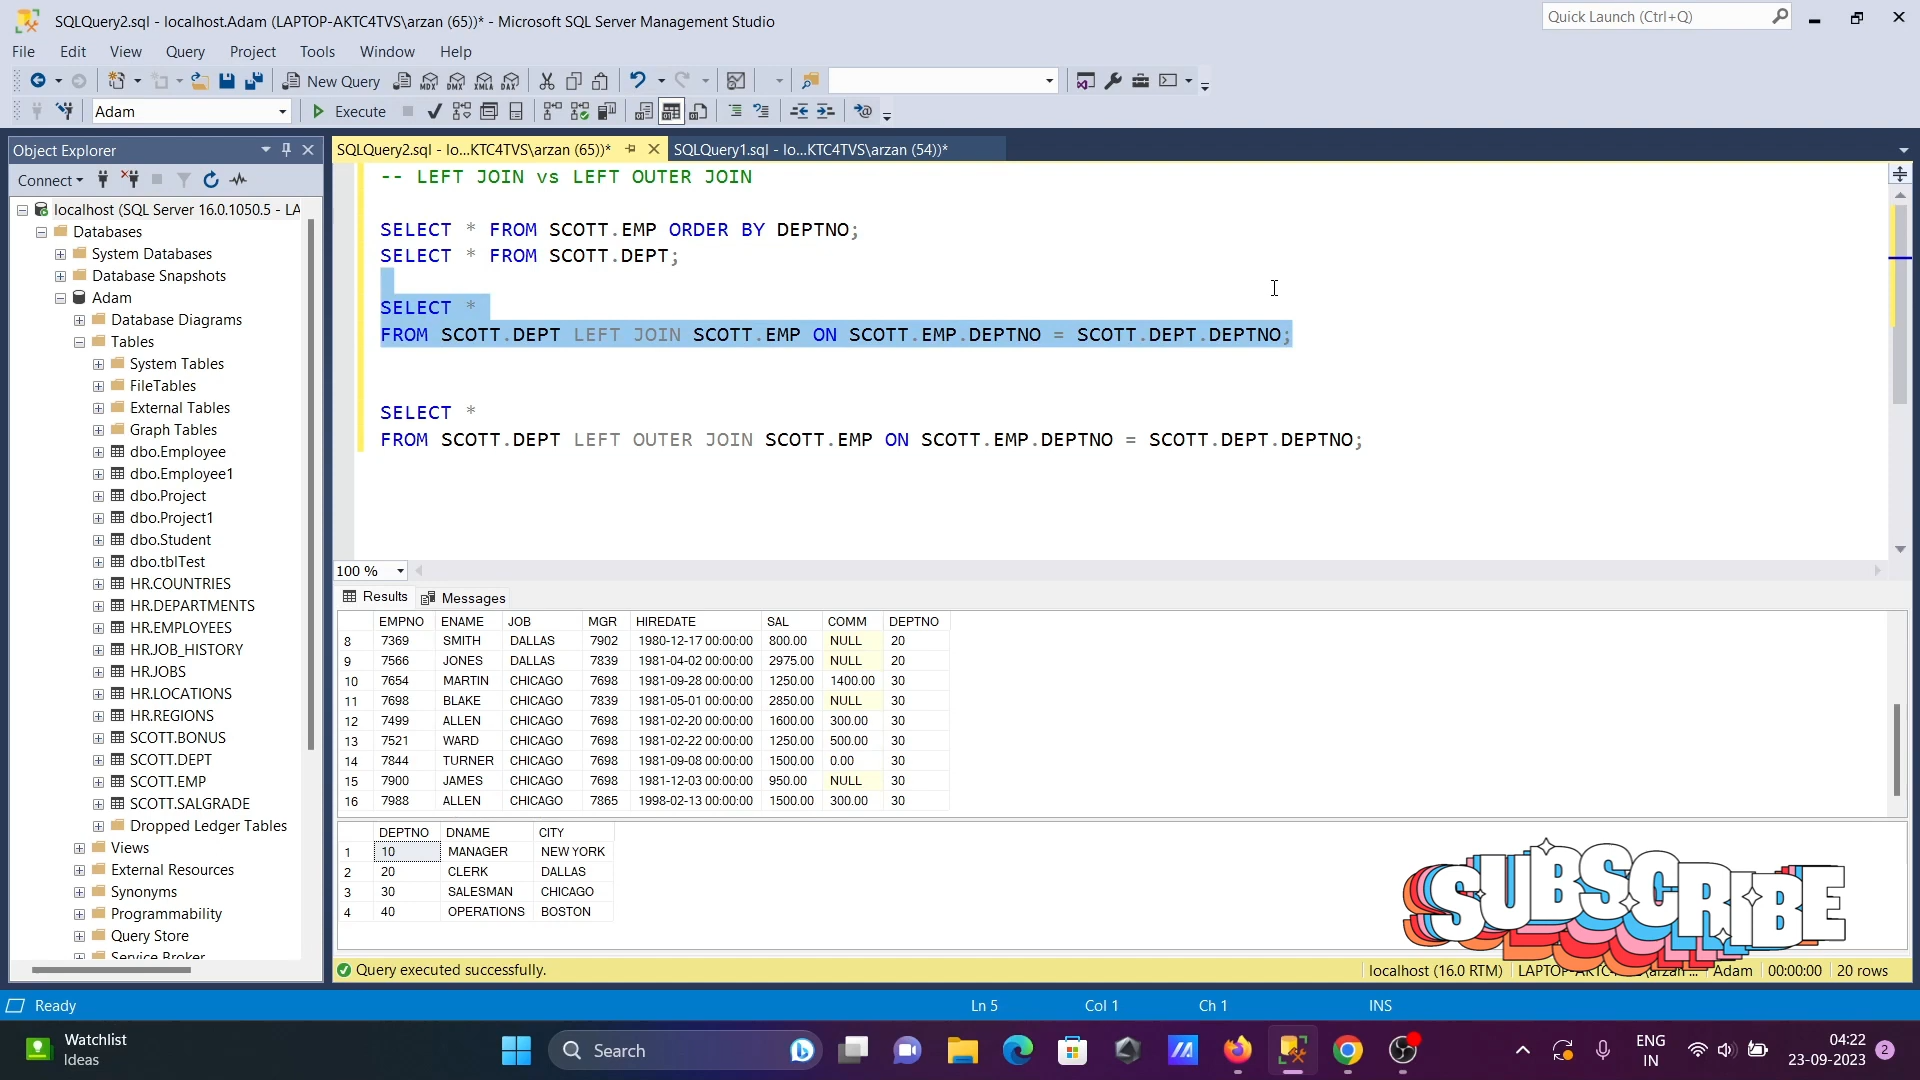 SQLQuery2.sql - localhost.Adam (LAPTOP-AKTC4TVS\arzan (65))* - Microsoft SQL Server Management Studio
Quick Launch (Ctrl+Q)
File Edit View Query Project Tools Window Help
New Query
MDX DMX XMLA DAX
Adam
Execute
Object Explorer
SQLQuery2.sql - lo...KTC4TVS\arzan (65))*
SQLQuery1.sql - lo...KTC4TVS\arzan (54))*
Connect
localhost (SQL Server 16.0.1050.5 - LA
Databases
System Databases
Database Snapshots
Adam
Database Diagrams
Tables
System Tables
FileTables
External Tables
Graph Tables
dbo.Employee
dbo.Employee1
dbo.Project
dbo.Project1
dbo.Student
dbo.tblTest
HR.COUNTRIES
HR.DEPARTMENTS
HR.EMPLOYEES
HR.JOB_HISTORY
HR.JOBS
HR.LOCATIONS
HR.REGIONS
SCOTT.BONUS
SCOTT.DEPT
SCOTT.EMP
SCOTT.SALGRADE
Dropped Ledger Tables
Views
External Resources
Synonyms
Programmability
Query Store
Service Broker
-- LEFT JOIN vs LEFT OUTER JOIN
SELECT * FROM SCOTT.EMP ORDER BY DEPTNO;
SELECT * FROM SCOTT.DEPT;
SELECT *
FROM SCOTT.DEPT LEFT JOIN SCOTT.EMP ON SCOTT.EMP.DEPTNO = SCOTT.DEPT.DEPTNO;
SELECT *
FROM SCOTT.DEPT LEFT OUTER JOIN SCOTT.EMP ON SCOTT.EMP.DEPTNO = SCOTT.DEPT.DEPTNO;
100 %
Results Messages
EMPNO ENAME JOB MGR HIREDATE SAL COMM DEPTNO
8 7369 SMITH DALLAS 7902 1980-12-17 00:00:00 800.00 NULL 20
9 7566 JONES DALLAS 7839 1981-04-02 00:00:00 2975.00 NULL 20
10 7654 MARTIN CHICAGO 7698 1981-09-28 00:00:00 1250.00 1400.00 30
11 7698 BLAKE CHICAGO 7839 1981-05-01 00:00:00 2850.00 NULL 30
12 7499 ALLEN CHICAGO 7698 1981-02-20 00:00:00 1600.00 300.00 30
13 7521 WARD CHICAGO 7698 1981-02-22 00:00:00 1250.00 500.00 30
14 7844 TURNER CHICAGO 7698 1981-09-08 00:00:00 1500.00 0.00 30
15 7900 JAMES CHICAGO 7698 1981-12-03 00:00:00 950.00 NULL 30
16 7988 ALLEN CHICAGO 7865 1998-02-13 00:00:00 1500.00 300.00 30
DEPTNO DNAME CITY
1 10 MANAGER NEW YORK
2 20 CLERK DALLAS
3 30 SALESMAN CHICAGO
4 40 OPERATIONS BOSTON
SUBSCRIBE
Query executed successfully.
localhost (16.0 RTM) LAPTOP-AKTC4TVS\arzan ... Adam 00:00:00 20 rows
Ready
Ln 5 Col 1 Ch 1 INS
Watchlist
Ideas
Search
ENG
IN
04:22
23-09-2023
2